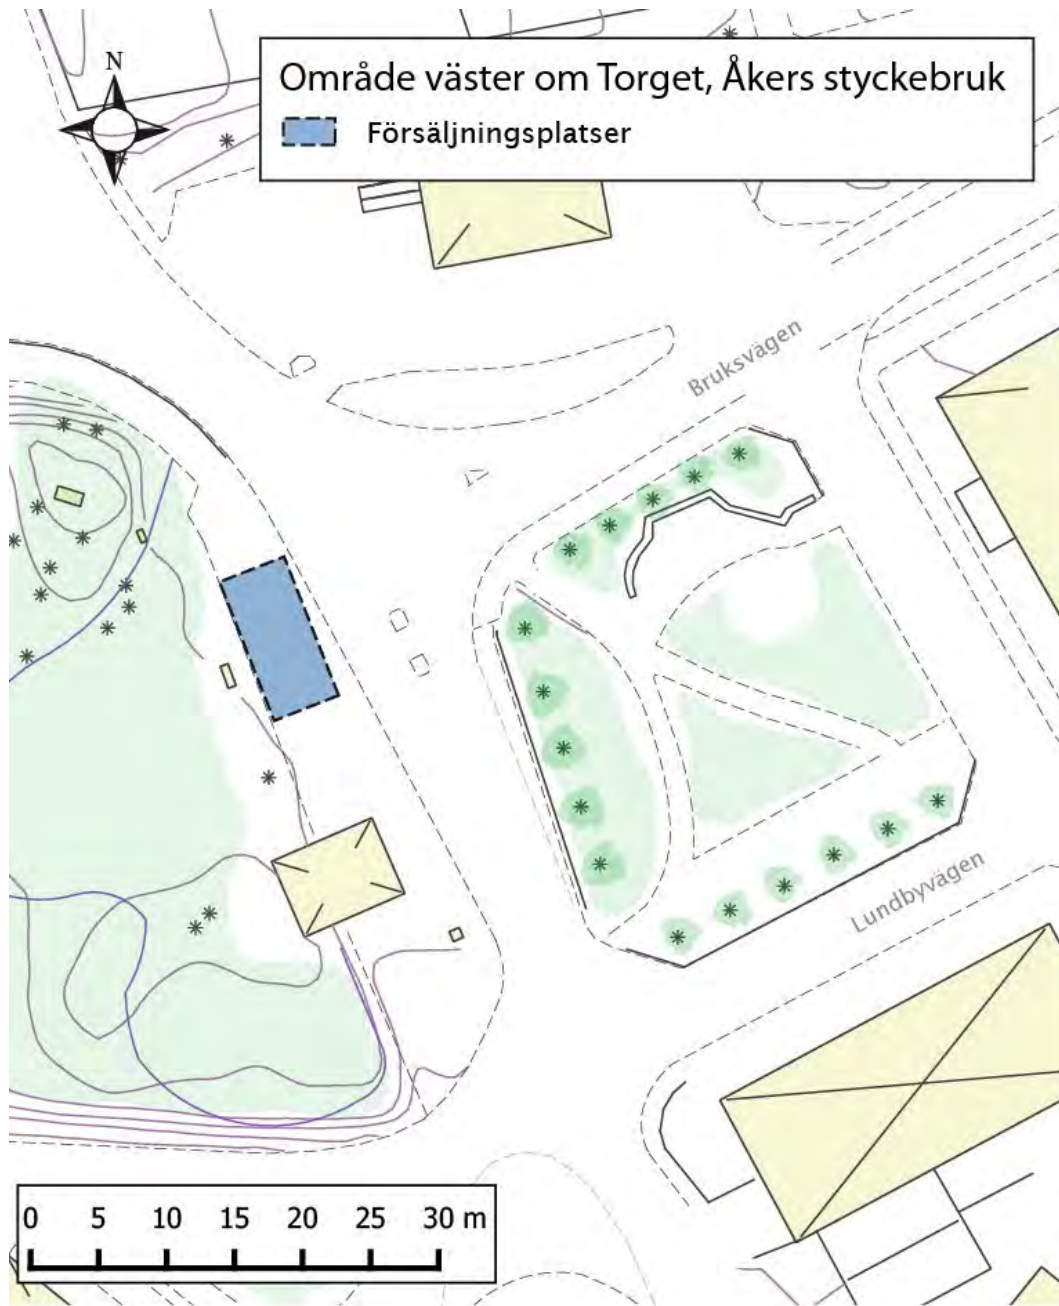 N
Område väster om Torget, Åkers styckebruk
Försäljningsplatser
Bruksvägen
Lundbyvägen
0 5 10 15 20 25 30 m